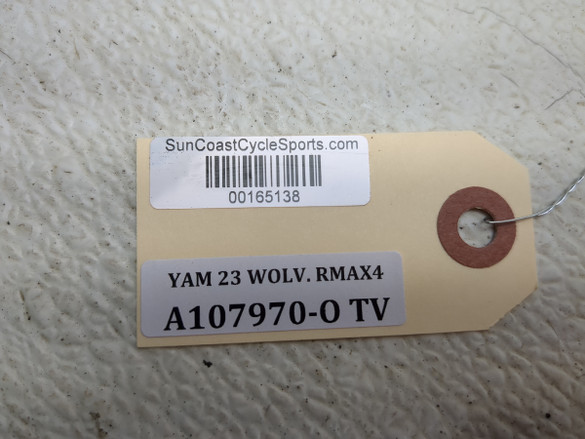 SunCoastCycleSports.com
00165138
YAM 23 WOLV. RMAX4
A107970-O TV